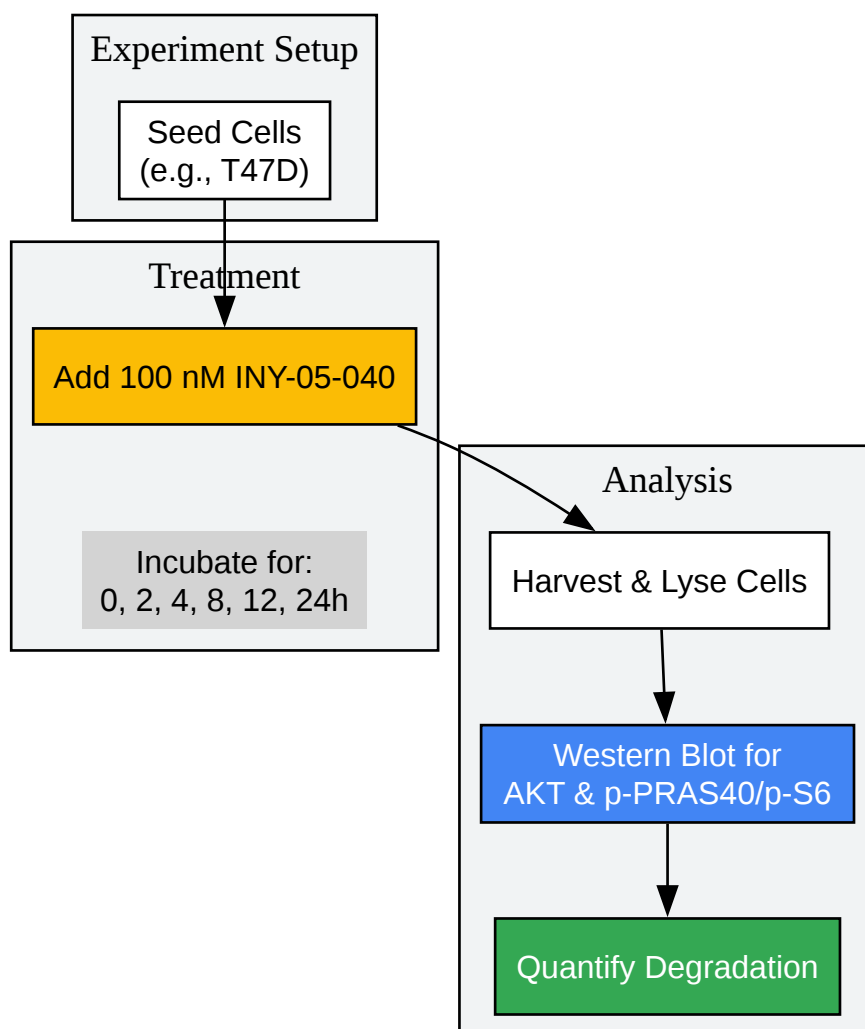 Experiment Setup
Seed Cells
(e.g., T47D)
Treatment
Add 100 nM INY-05-040
Incubate for:
0, 2, 4, 8, 12, 24h
Analysis
Harvest & Lyse Cells
Western Blot for
AKT & p-PRAS40/p-S6
Quantify Degradation